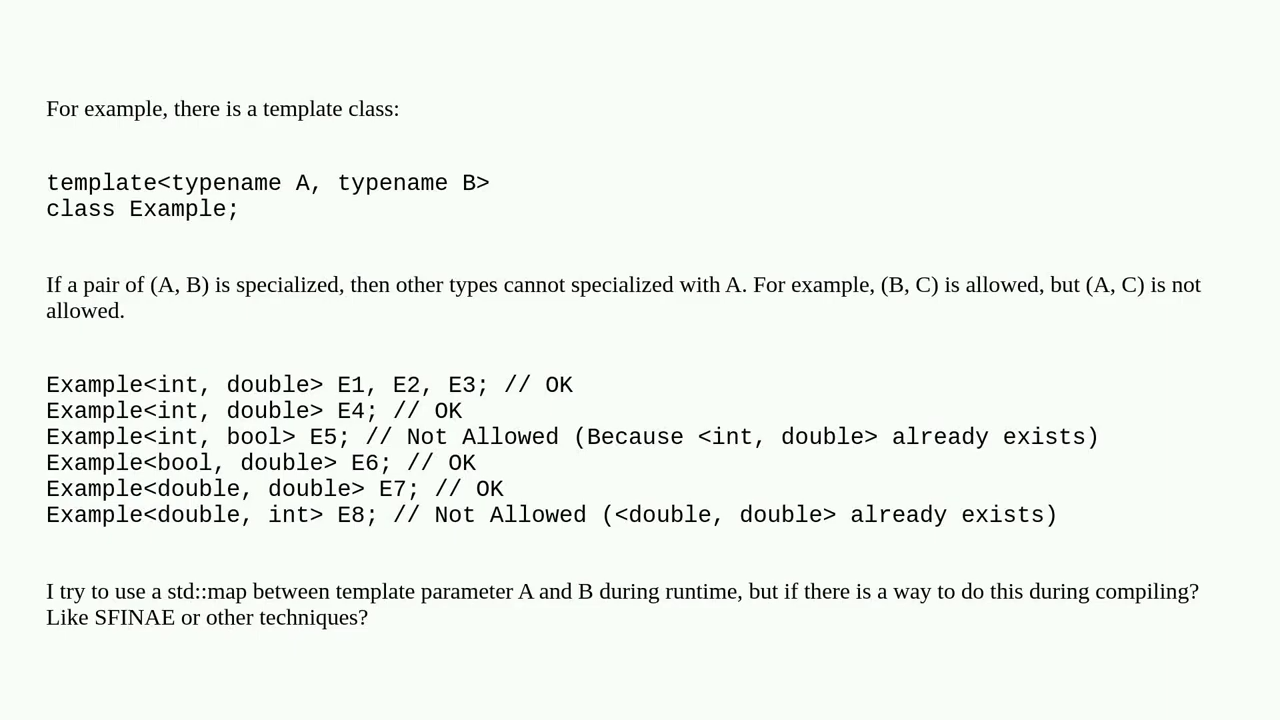 For example, there is a template class:
template<typename A, typename B>
class Example;
If a pair of (A, B) is specialized, then other types cannot specialized with A. For example, (B, C) is allowed, but (A, C) is not
allowed.
Example<int, double> E1, E2, E3; // OK
Example<int, double> E4; // OK
Example<int, bool> E5; // Not Allowed (Because <int, double> already exists)
Example<bool, double> E6; // OK
Example<double, double> E7; // OK
Example<double, int> E8; // Not Allowed (<double, double> already exists)
I try to use a std::map between template parameter A and B during runtime, but if there is a way to do this during compiling?
Like SFINAE or other techniques?